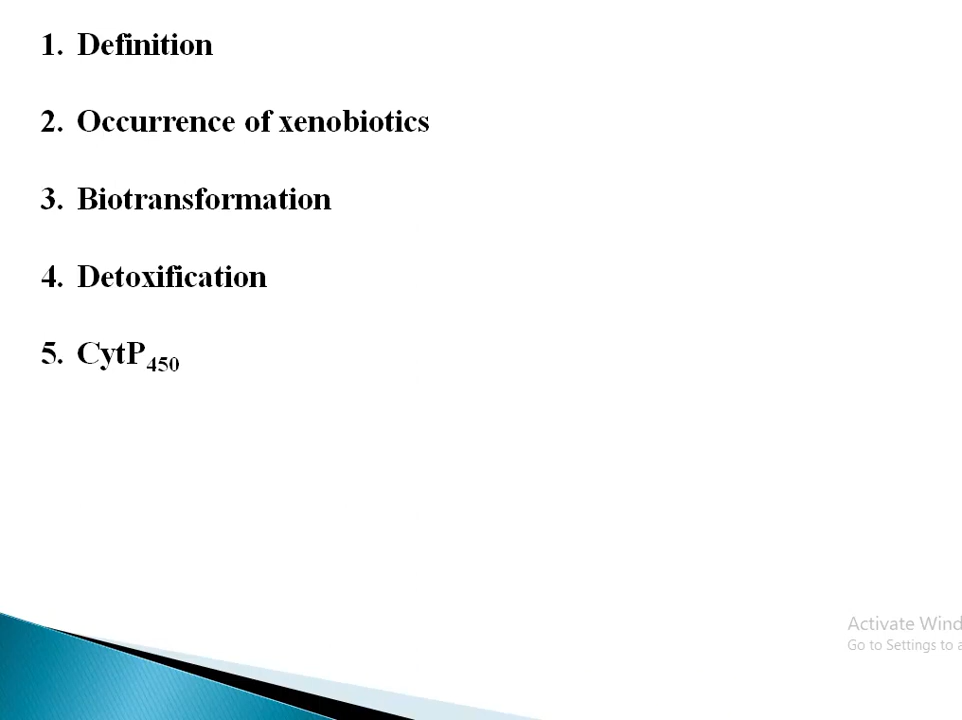 1. Definition
2. Occurrence of xenobiotics
3. Biotransformation
4. Detoxification
5. CytP450
Activate Wind
Go to Settings to a